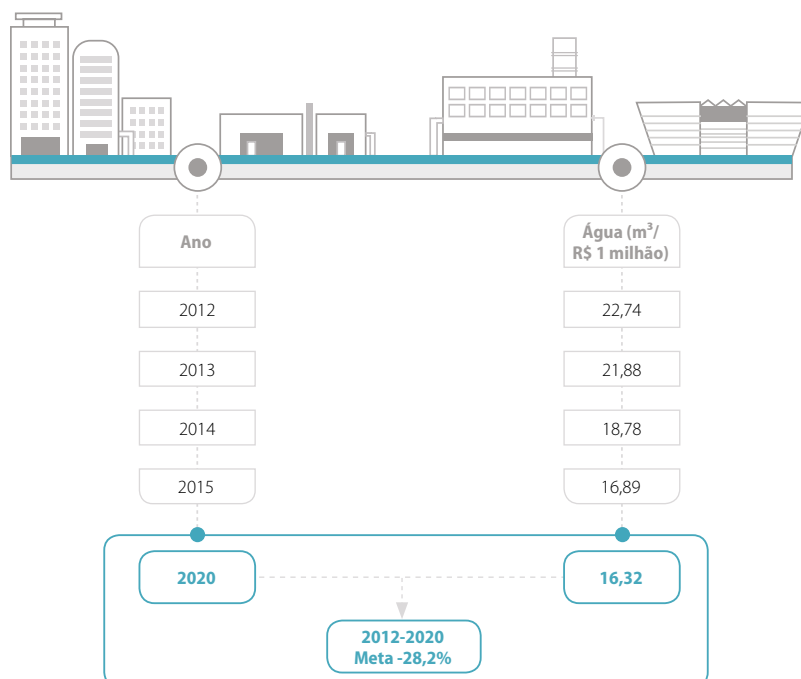 Ano
Água (m³/
R$ 1 milhão)
2012
22,74
2013
21,88
2014
18,78
2015
16,89
2020
16,32
2012-2020
Meta -28,2%